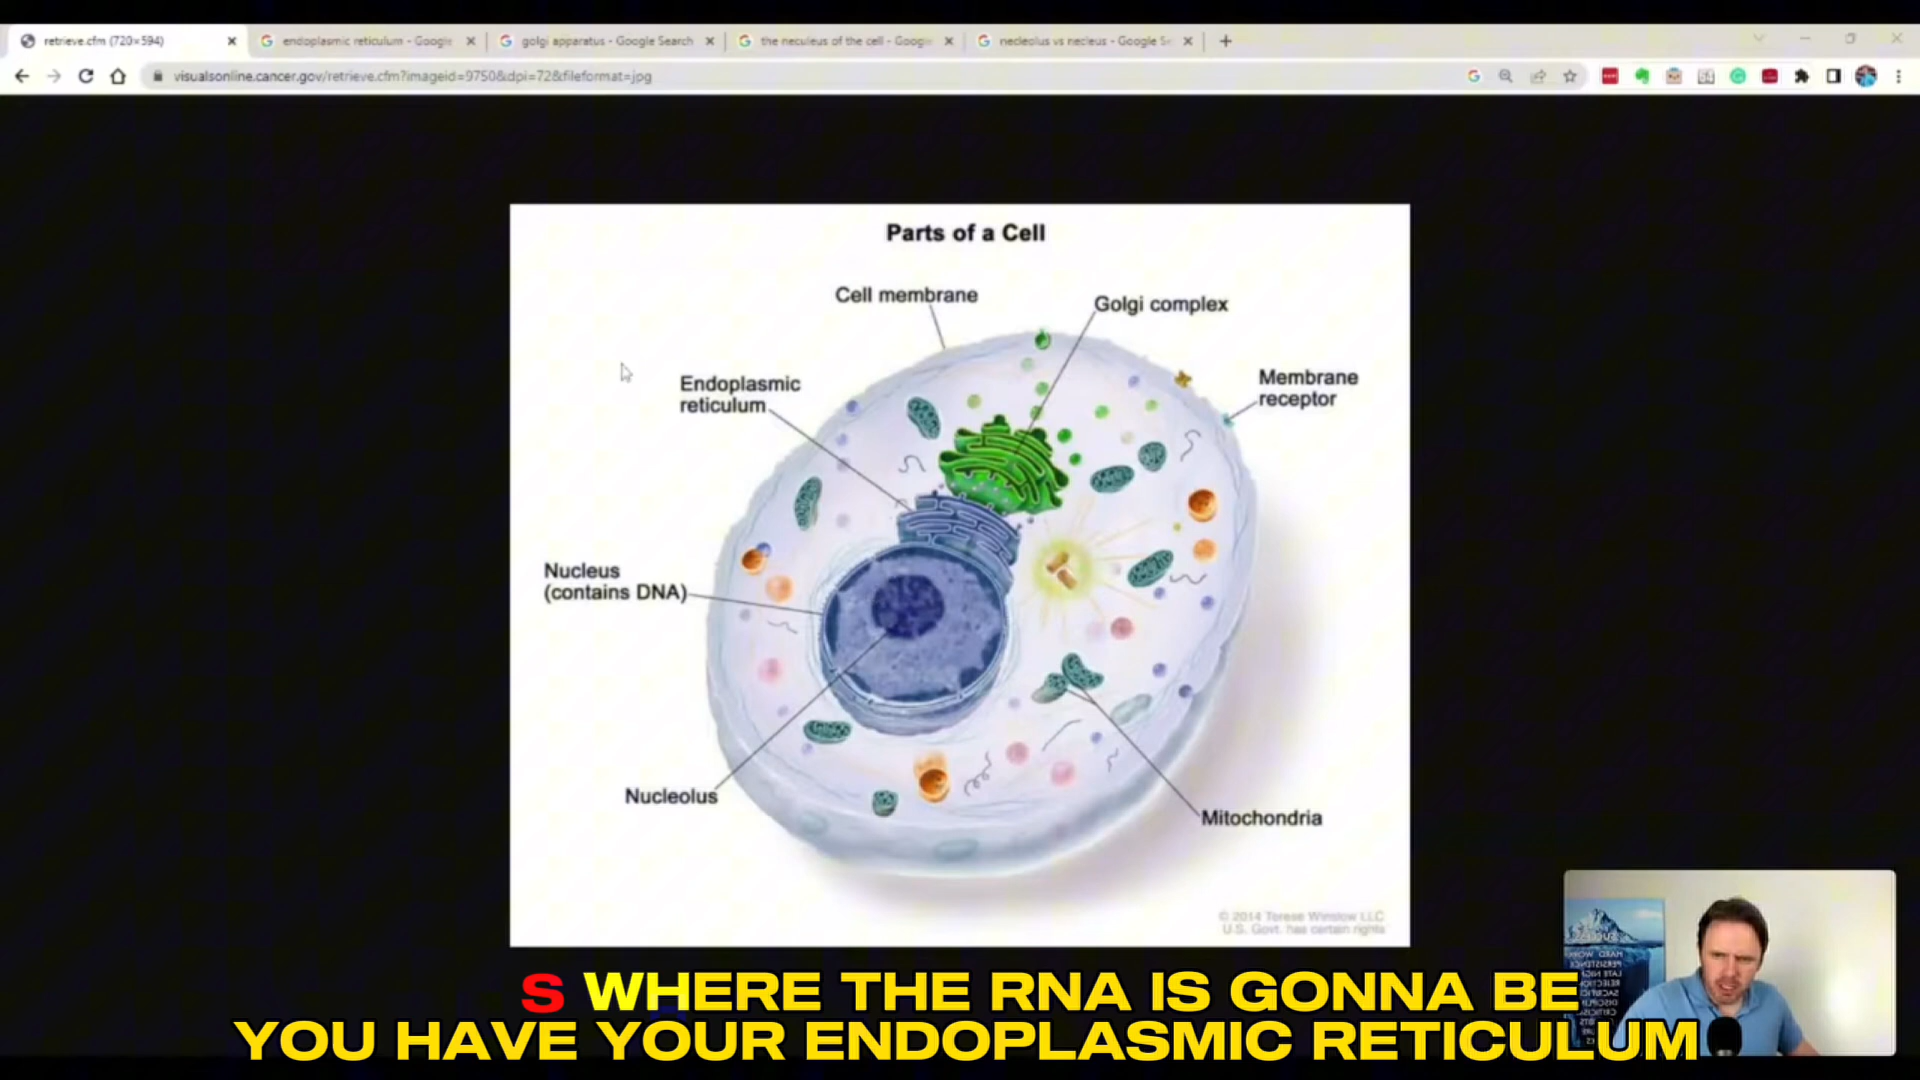 retrieve.cfm (720×594)
endoplasmic reticulum - Google
golgi apparatus - Google Search
the neculeus of the cell - Google
necleolus vs necleus - Google Se
visualsonline.cancer.gov/retrieve.cfm?imageid=9750&dpi=72&fileformat=jpg
Parts of a Cell
Cell membrane
Golgi complex
Endoplasmic
reticulum
Membrane
receptor
Nucleus
(contains DNA)
Nucleolus
Mitochondria
© 2014 Terese Winslow LLC
U.S. Govt. has certain rights
S WHERE THE RNA IS GONNA BE
YOU HAVE YOUR ENDOPLASMIC RETICULUM